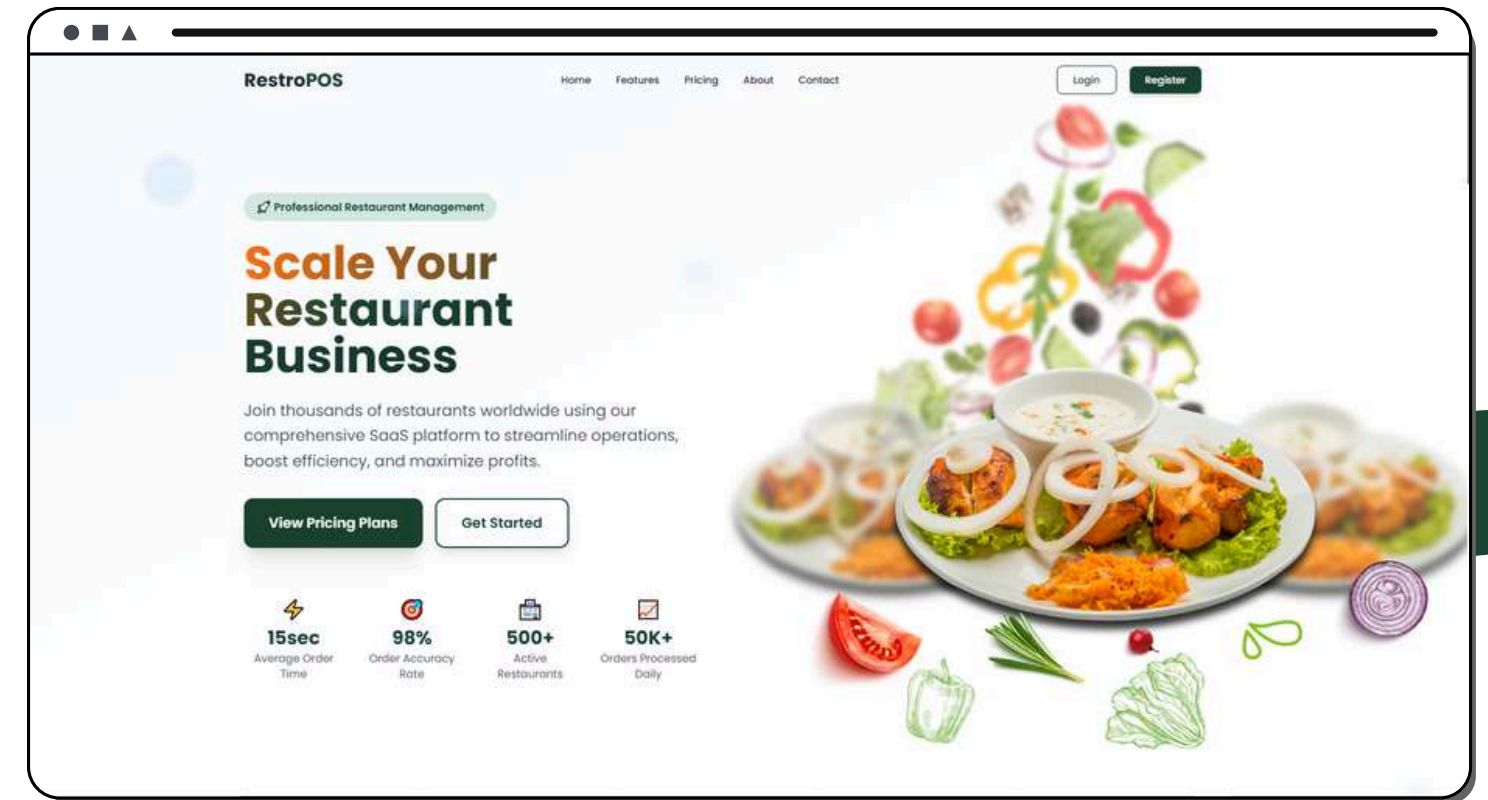 RestroPOS
Home
Features
Pricing
About
Contact
Login
Register
Professional Restaurant Management
Scale Your
Restaurant
Business
Join thousands of restaurants worldwide using our
comprehensive SaaS platform to streamline operations,
boost efficiency, and maximize profits.
View Pricing Plans
Get Started
15sec
Average Order
Time
98%
Order Accuracy
Rate
500+
Active
Restaurants
50K+
Orders Processed
Daily